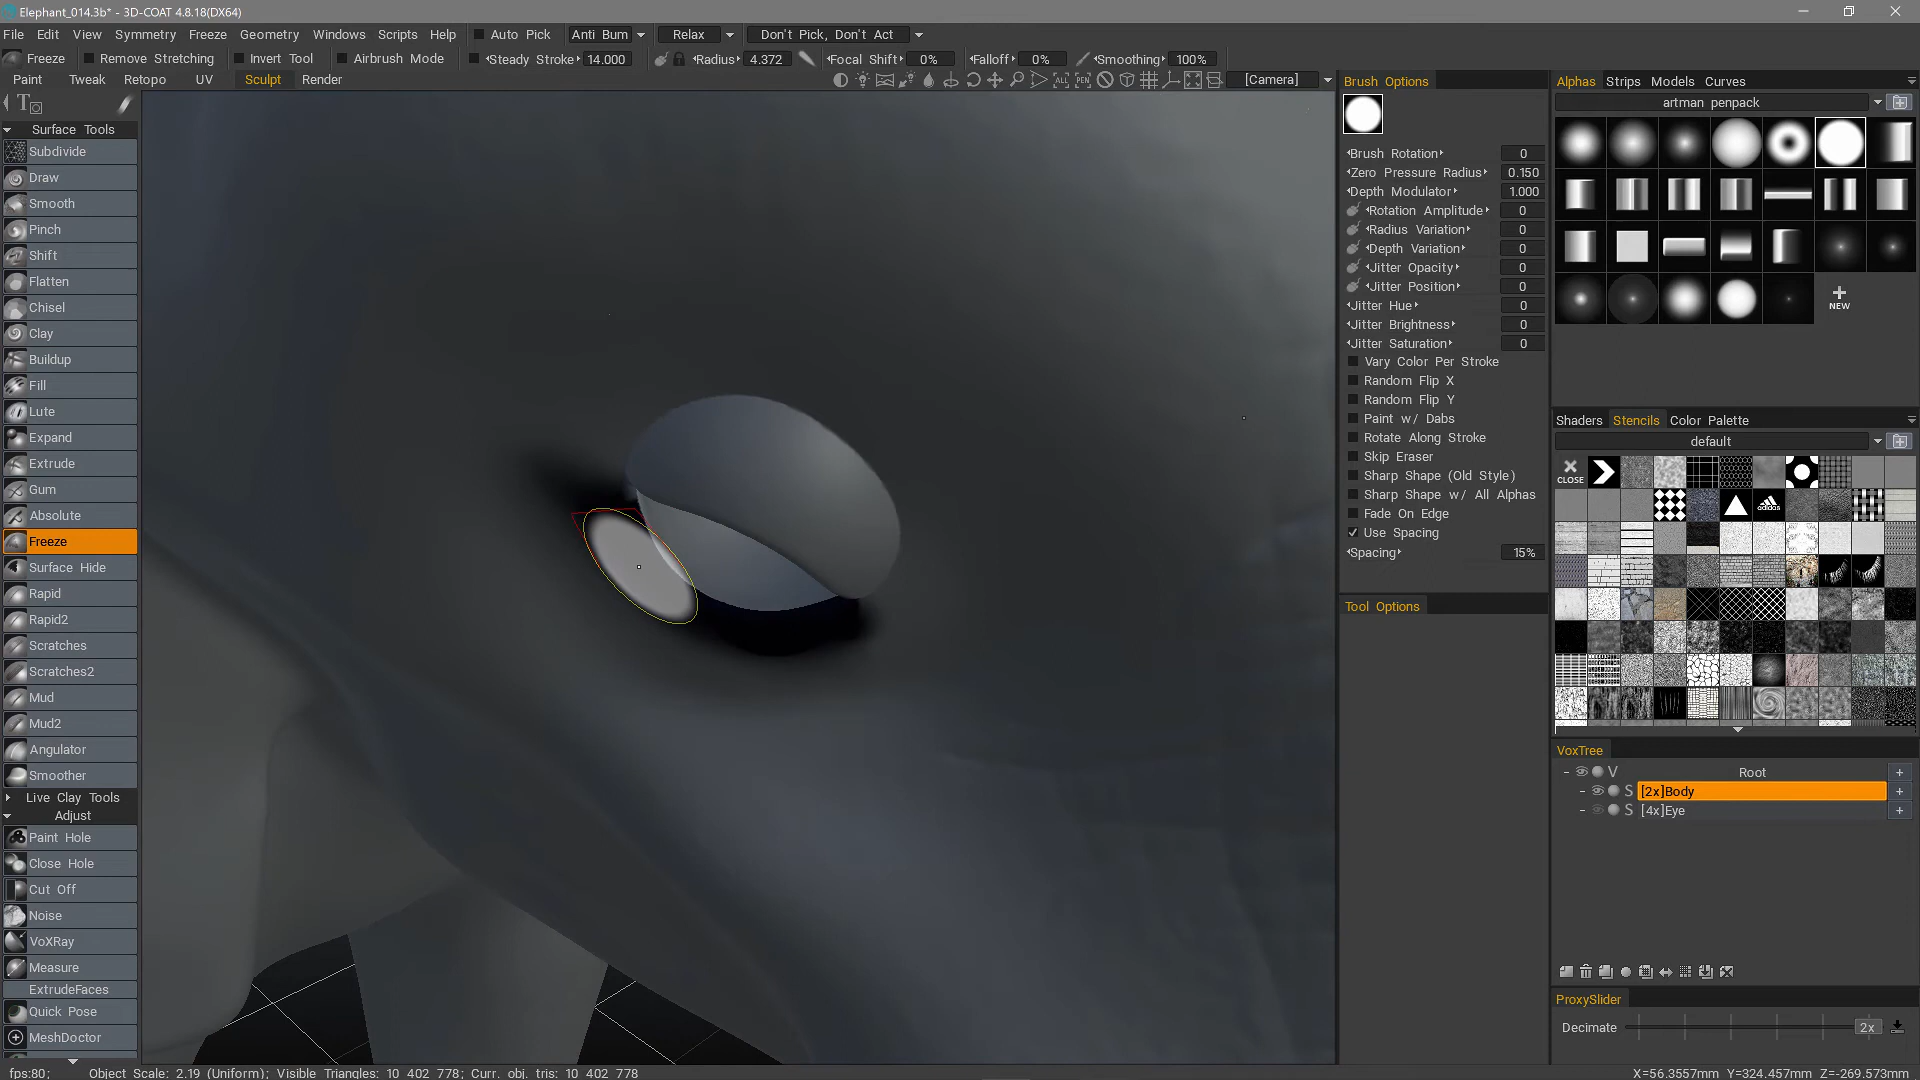 Elephant_014.3b* - 3D-COAT 4.8.18(DX64)
File Edit View Symmetry Freeze Geometry Windows Scripts Help Auto Pick Anti Bum Relax Don't Pick, Don't Act
Freeze Remove Stretching Invert Tool Airbrush Mode Steady Stroke 14.000 Radius 4.372 Focal Shift 0% Falloff 0% Smoothing 100%
Paint Tweak Retopo UV Sculpt Render
ALL PEN [Camera]
Surface Tools
Subdivide
Draw
Smooth
Pinch
Shift
Flatten
Chisel
Clay
Buildup
Fill
Lute
Expand
Extrude
Gum
Absolute
Freeze
Surface Hide
Rapid
Rapid2
Scratches
Scratches2
Mud
Mud2
Angulator
Smoother
Live Clay Tools
Adjust
Paint Hole
Close Hole
Cut Off
Noise
VoXRay
Measure
ExtrudeFaces
Quick Pose
MeshDoctor
Brush Options
Brush Rotation 0
Zero Pressure Radius 0.150
Depth Modulator 1.000
Rotation Amplitude 0
Radius Variation 0
Depth Variation 0
Jitter Opacity 0
Jitter Position 0
Jitter Hue 0
Jitter Brightness 0
Jitter Saturation 0
Vary Color Per Stroke
Random Flip X
Random Flip Y
Paint w/ Dabs
Rotate Along Stroke
Skip Eraser
Sharp Shape (Old Style)
Sharp Shape w/ All Alphas
Fade On Edge
Use Spacing
Spacing 15%
Tool Options
Alphas Strips Models Curves
artman penpack
NEW
Shaders Stencils Color Palette
default
CLOSE
adidas
VoxTree
V Root
S [2x]Body
S [4x]Eye
ProxySlider
Decimate 2x
fps:80; Object Scale: 2.19 (Uniform); Visible Triangles: 10 402 778; Curr. obj. tris: 10 402 778
X=56.3557mm Y=324.457mm Z=-269.573mm